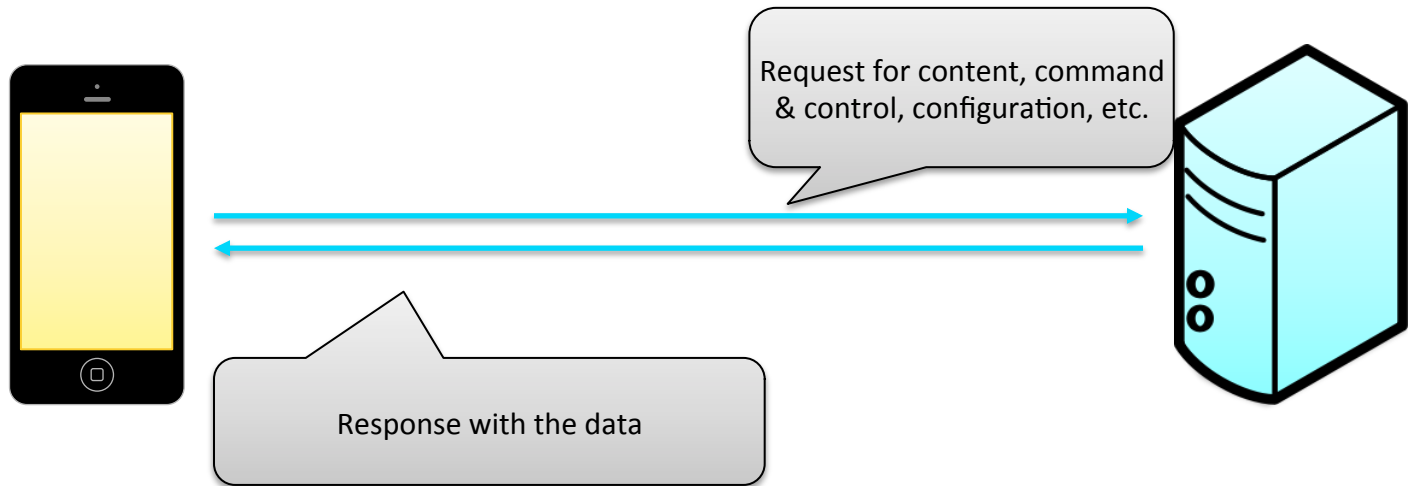 Request for content, command
& control, configuration, etc.
Response with the data